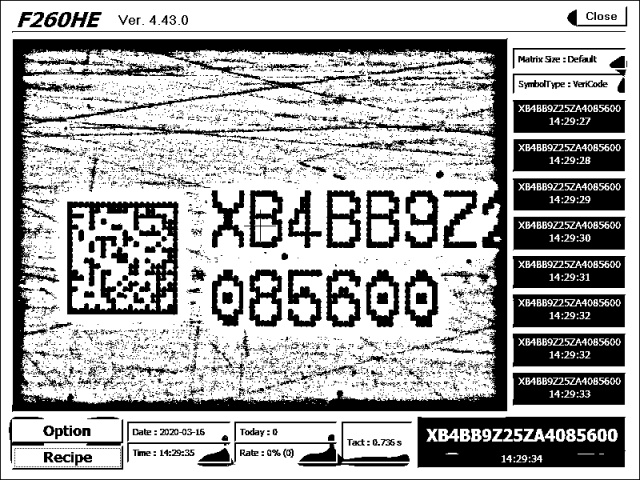 F260HE Ver. 4.43.0
Close
Matrix Size : Default
SymbolType : VeriCode
XB4BB9Z25ZA4085600
14:29:27
XB4BB9Z25ZA4085600
14:29:28
XB4BB9Z25ZA4085600
14:29:29
XB4BB9Z25ZA4085600
14:29:30
XB4BB9Z25ZA4085600
14:29:31
XB4BB9Z25ZA4085600
14:29:32
XB4BB9Z25ZA4085600
14:29:32
XB4BB9Z25ZA4085600
14:29:33
XB4BB9Z
085600
Option
Recipe
Date : 2020-03-16
Time : 14:29:35
Today : 0
Rate : 0% (0)
Tact : 0.736 s
XB4BB9Z25ZA4085600
14:29:34